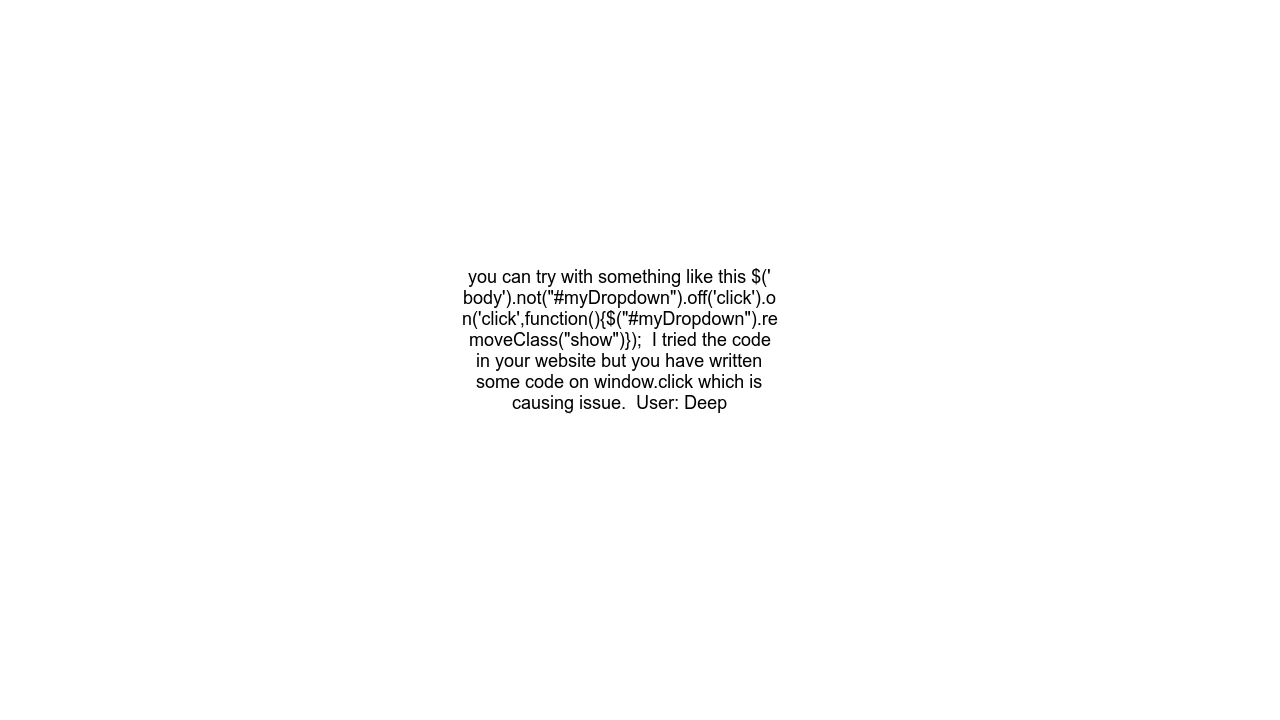 you can try with something like this $('
body').not("#myDropdown").off('click').o
n('click',function(){$("#myDropdown").re
moveClass("show")});  I tried the code
in your website but you have written
some code on window.click which is
causing issue.  User: Deep